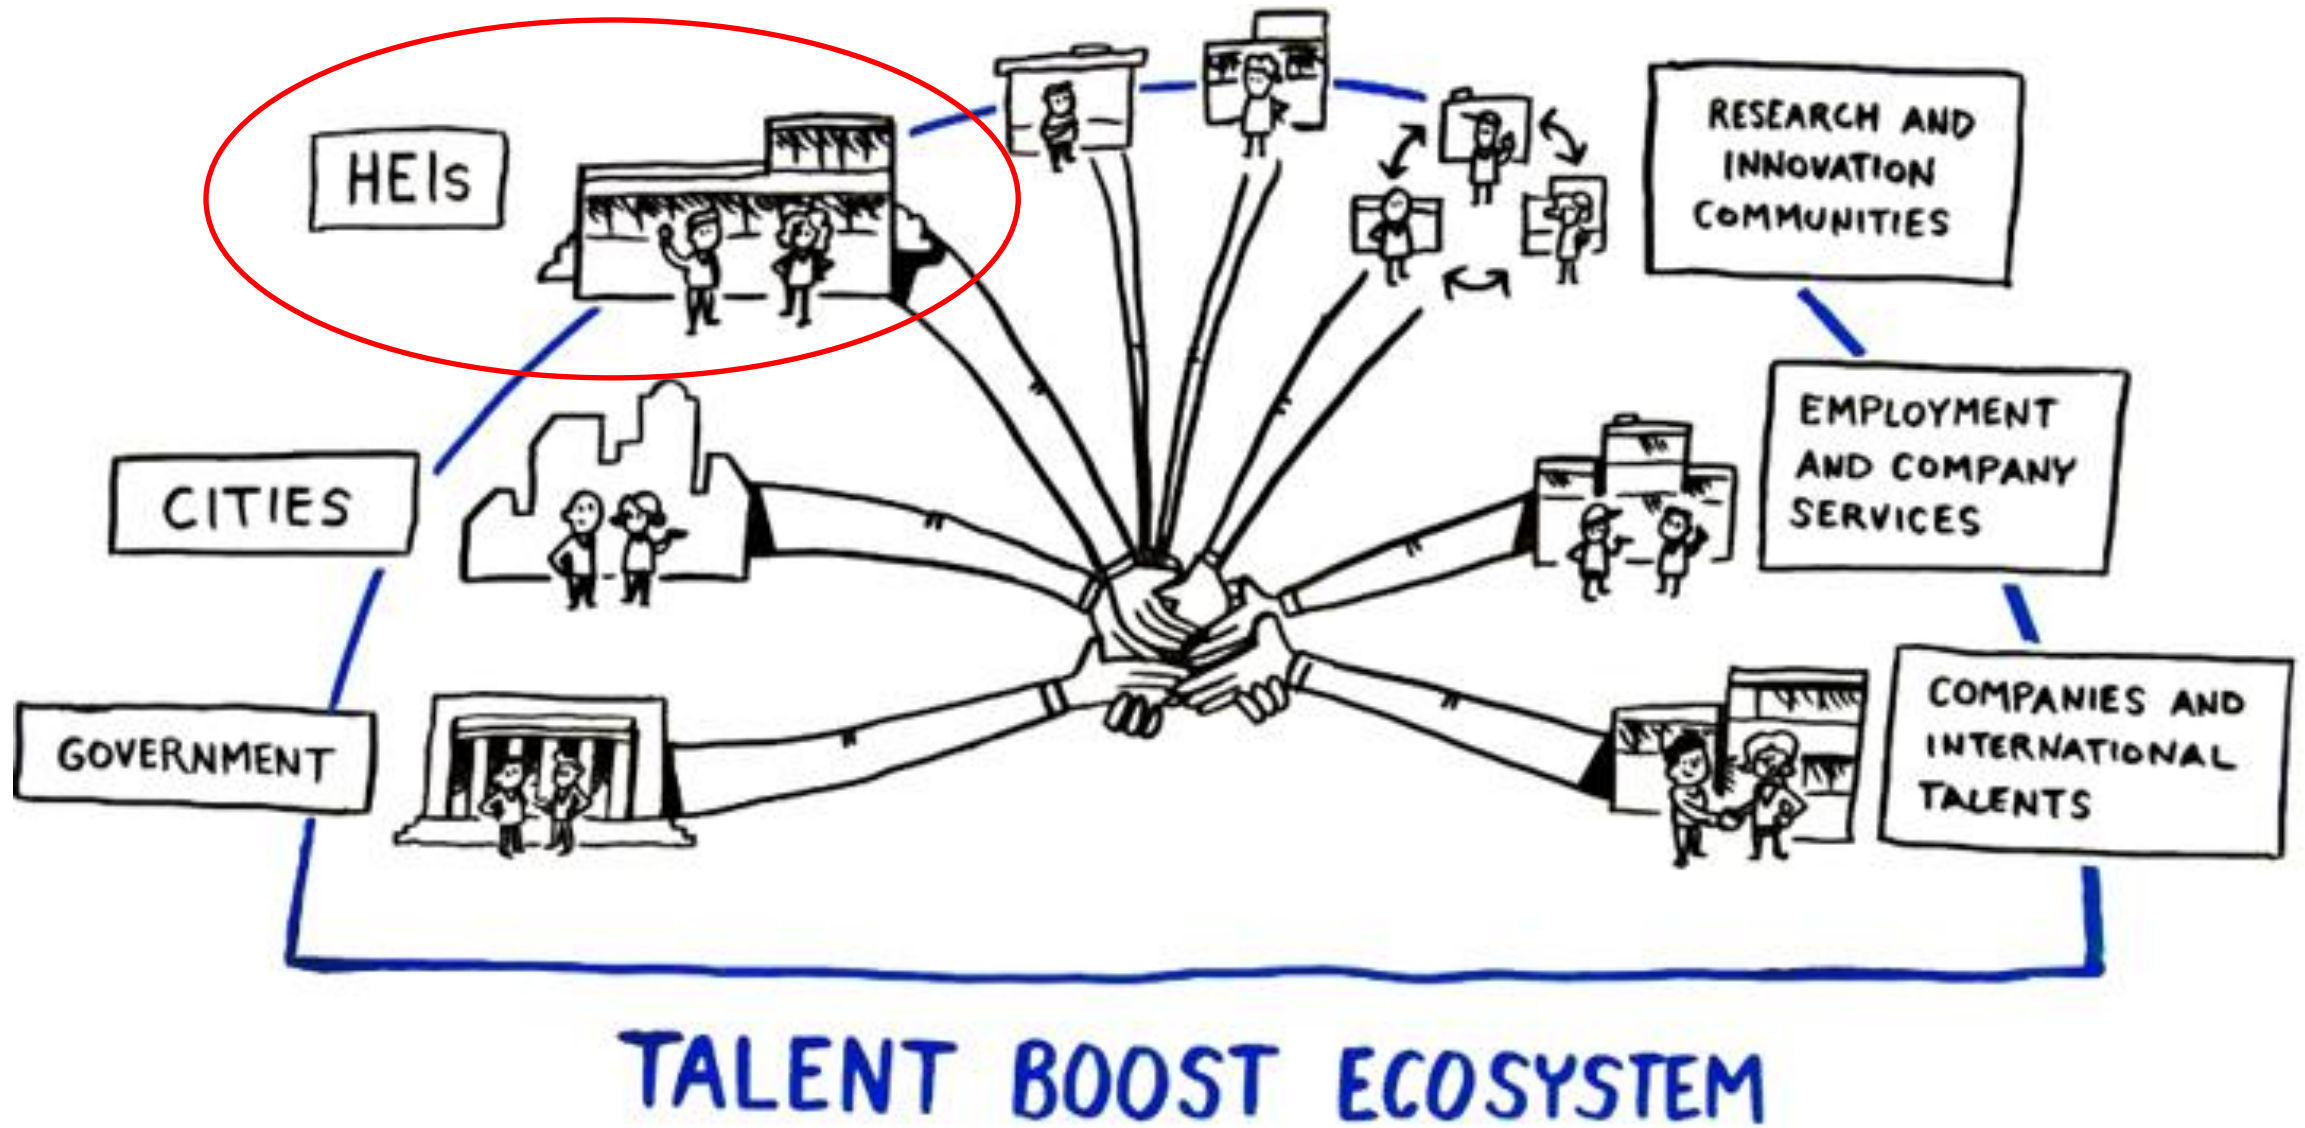 HEIs
CITIES
GOVERNMENT
RESEARCH AND
INNOVATION
COMMUNITIES
EMPLOYMENT
AND COMPANY
SERVICES
COMPANIES AND
INTERNATIONAL
TALENTS
TALENT BOOST ECOSYSTEM